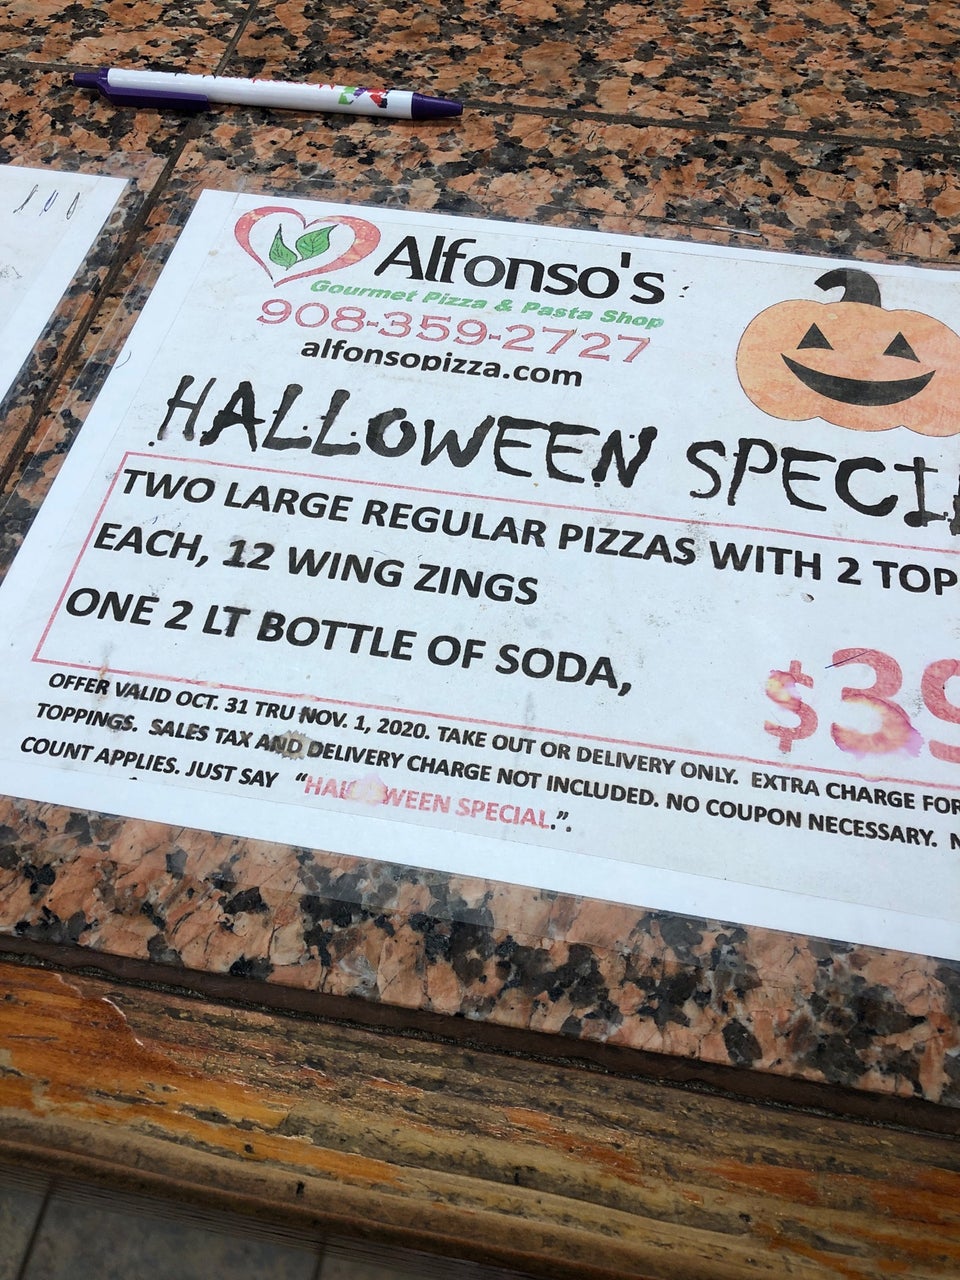 Alfonso's
Gourmet Pizza & Pasta Shop
908-359-2727
alfonsopizza.com
HALLOWEEN SPECI
TWO LARGE REGULAR PIZZAS WITH 2 TOP
EACH, 12 WING ZINGS
ONE 2 LT BOTTLE OF SODA,
$39
OFFER VALID OCT. 31 TRU NOV. 1, 2020. TAKE OUT OR DELIVERY ONLY. EXTRA CHARGE FOR
TOPPINGS. SALES TAX AND DELIVERY CHARGE NOT INCLUDED. NO COUPON NECESSARY. N
COUNT APPLIES. JUST SAY "HALLOWEEN SPECIAL.".